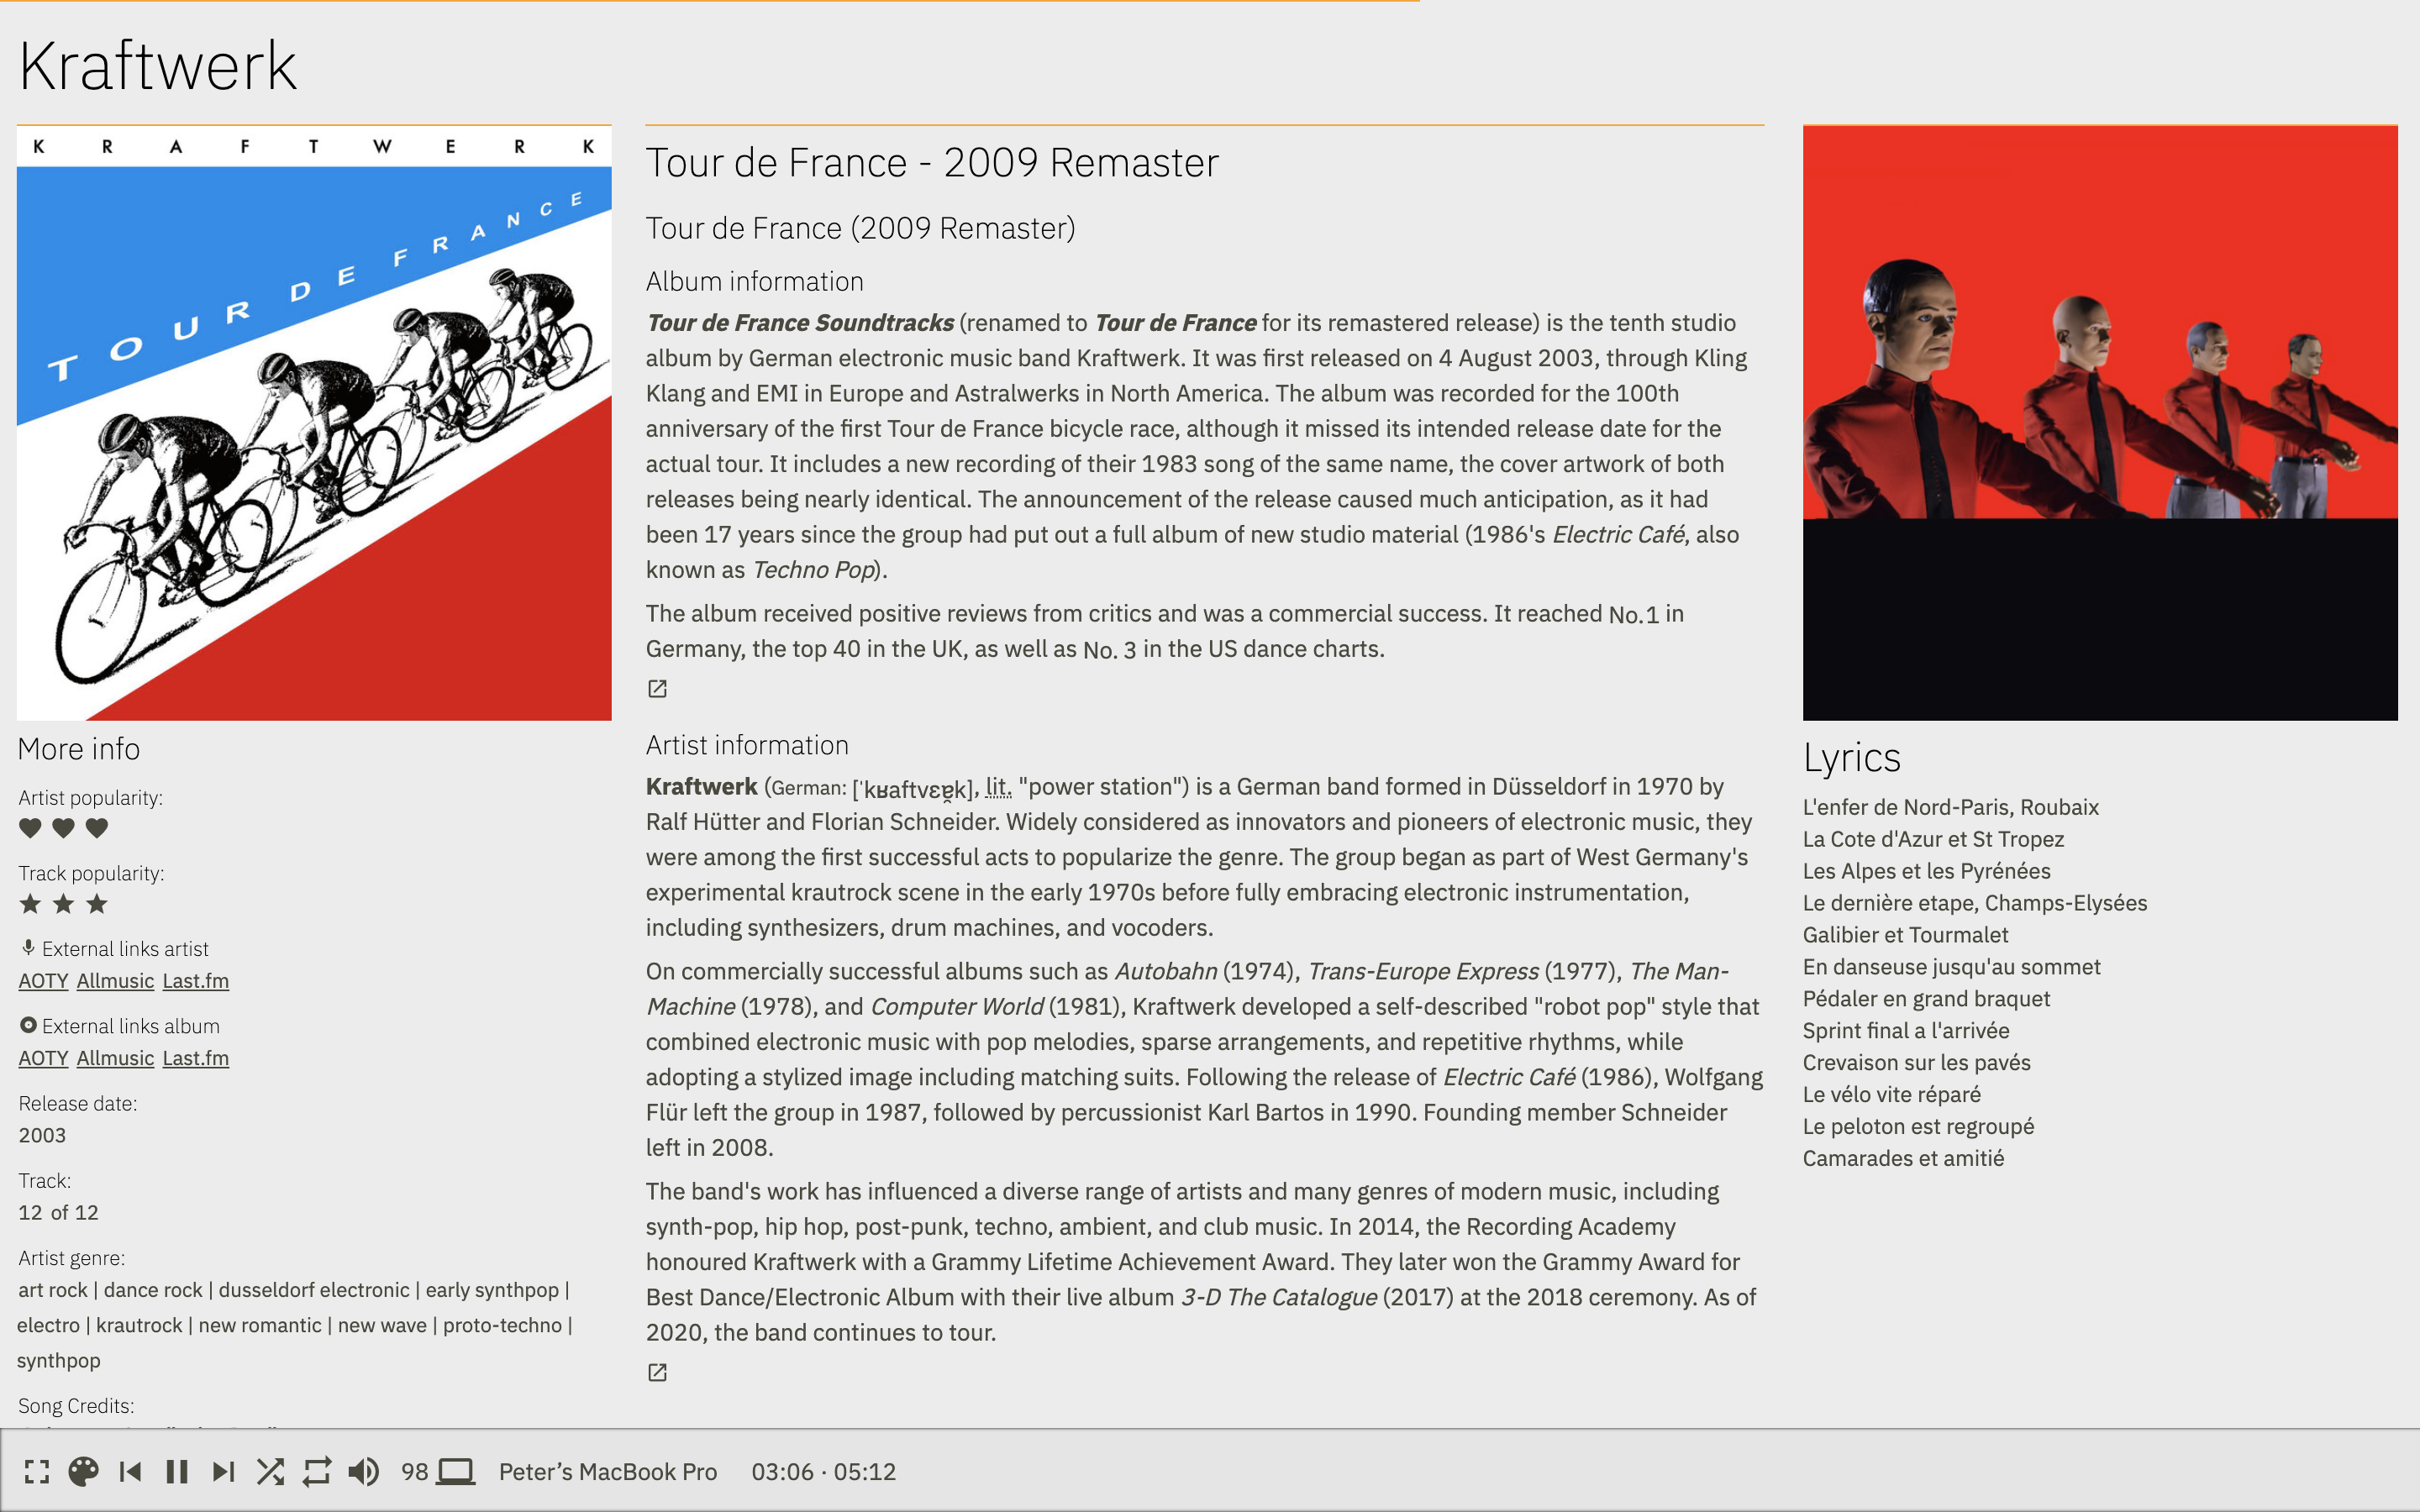 Kraftwerk
K R A F T W E R K
TOUR DE FRANCE
More info
Artist popularity:
Track popularity:
External links artist
AOTY Allmusic Last.fm
External links album
AOTY Allmusic Last.fm
Release date:
2003
Track:
12 of 12
Artist genre:
art rock | dance rock | dusseldorf electronic | early synthpop |
electro | krautrock | new romantic | new wave | proto-techno |
synthpop
Song Credits:
Tour de France - 2009 Remaster
Tour de France (2009 Remaster)
Album information
Tour de France Soundtracks (renamed to Tour de France for its remastered release) is the tenth studio
album by German electronic music band Kraftwerk. It was first released on 4 August 2003, through Kling
Klang and EMI in Europe and Astralwerks in North America. The album was recorded for the 100th
anniversary of the first Tour de France bicycle race, although it missed its intended release date for the
actual tour. It includes a new recording of their 1983 song of the same name, the cover artwork of both
releases being nearly identical. The announcement of the release caused much anticipation, as it had
been 17 years since the group had put out a full album of new studio material (1986's Electric Café, also
known as Techno Pop).
The album received positive reviews from critics and was a commercial success. It reached No.1 in
Germany, the top 40 in the UK, as well as No. 3 in the US dance charts.
Artist information
Kraftwerk (German: [ˈkʁaftvɛɐ̯k], lit. "power station") is a German band formed in Düsseldorf in 1970 by
Ralf Hütter and Florian Schneider. Widely considered as innovators and pioneers of electronic music, they
were among the first successful acts to popularize the genre. The group began as part of West Germany's
experimental krautrock scene in the early 1970s before fully embracing electronic instrumentation,
including synthesizers, drum machines, and vocoders.
On commercially successful albums such as Autobahn (1974), Trans-Europe Express (1977), The Man-
Machine (1978), and Computer World (1981), Kraftwerk developed a self-described "robot pop" style that
combined electronic music with pop melodies, sparse arrangements, and repetitive rhythms, while
adopting a stylized image including matching suits. Following the release of Electric Café (1986), Wolfgang
Flür left the group in 1987, followed by percussionist Karl Bartos in 1990. Founding member Schneider
left in 2008.
The band's work has influenced a diverse range of artists and many genres of modern music, including
synth-pop, hip hop, post-punk, techno, ambient, and club music. In 2014, the Recording Academy
honoured Kraftwerk with a Grammy Lifetime Achievement Award. They later won the Grammy Award for
Best Dance/Electronic Album with their live album 3-D The Catalogue (2017) at the 2018 ceremony. As of
2020, the band continues to tour.
Lyrics
L'enfer de Nord-Paris, Roubaix
La Cote d'Azur et St Tropez
Les Alpes et les Pyrénées
Le dernière etape, Champs-Elysées
Galibier et Tourmalet
En danseuse jusqu'au sommet
Pédaler en grand braquet
Sprint final a l'arrivée
Crevaison sur les pavés
Le vélo vite réparé
Le peloton est regroupé
Camarades et amitié
98 Peter’s MacBook Pro 03:06 · 05:12